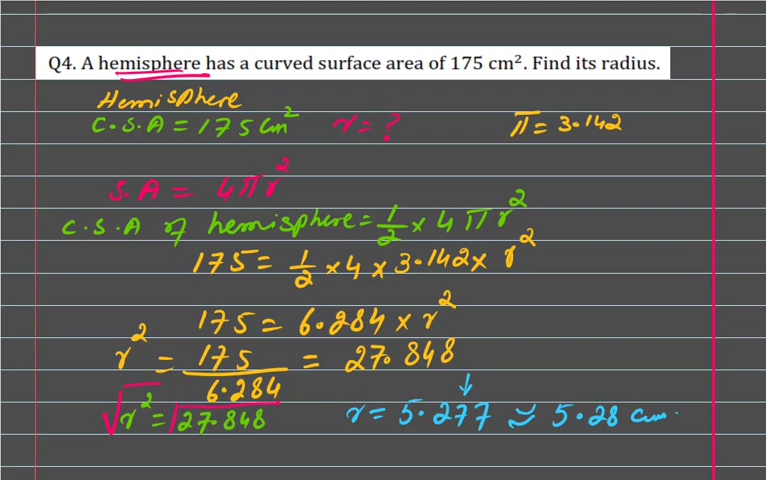 Q4. A hemisphere has a curved surface area of 175 cm². Find its radius.
Hemisphere
C.S.A = 175 cm² r = ? π = 3.142
S.A = 4πr²
C.S.A of hemisphere = 1/2 × 4 π r²
175 = 1/2 × 4 × 3.142 × r²
175 = 6.284 × r²
r² = 175/6.284 = 27.848
√r² = √27.848 r = 5.277 ≃ 5.28 cm.